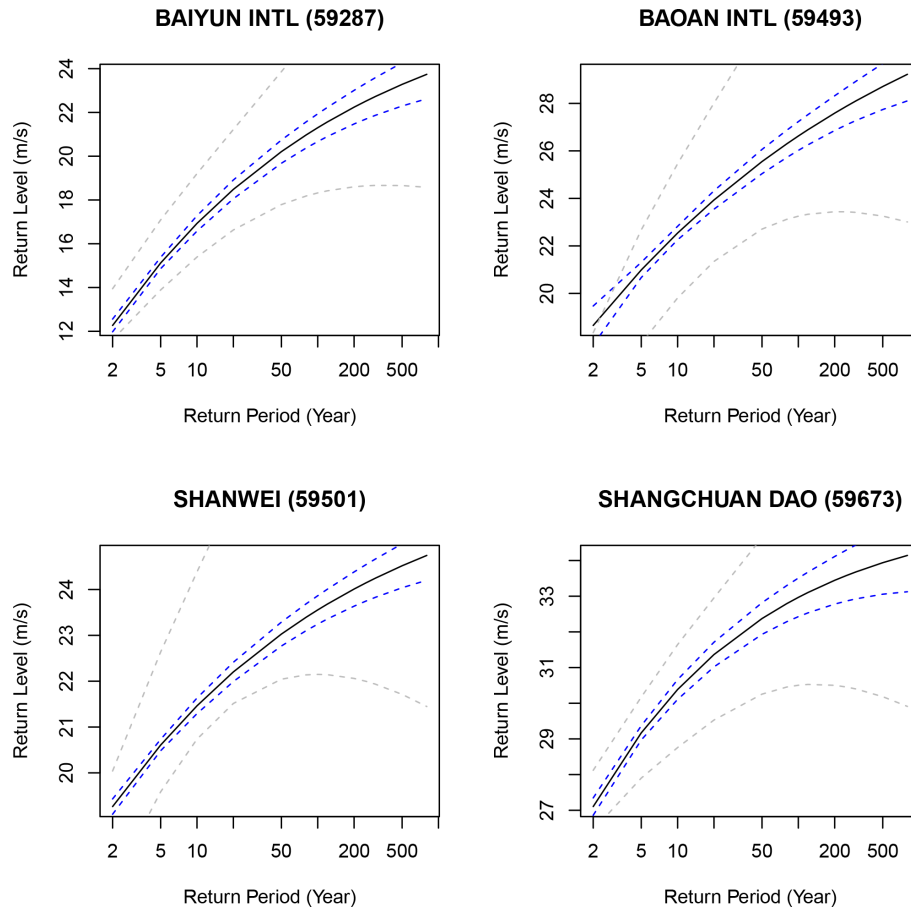 BAIYUN INTL (59287)
Return Level (m/s)
24
22
20
18
16
14
12
2 5 10 50 200 500
Return Period (Year)
BAOAN INTL (59493)
Return Level (m/s)
28
26
24
22
20
2 5 10 50 200 500
Return Period (Year)
SHANWEI (59501)
Return Level (m/s)
24
23
22
21
20
2 5 10 50 200 500
Return Period (Year)
SHANGCHUAN DAO (59673)
Return Level (m/s)
33
31
29
27
2 5 10 50 200 500
Return Period (Year)